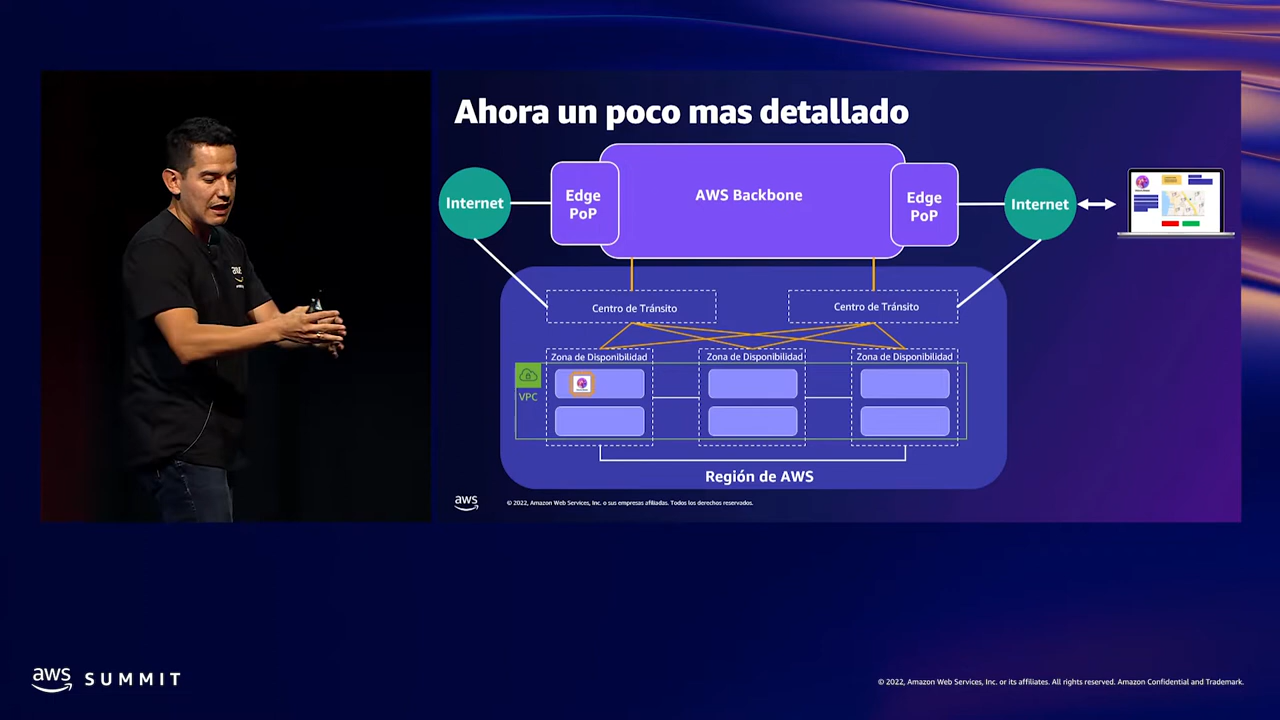 Ahora un poco mas detallado
Internet
Edge
PoP
AWS Backbone
Edge
PoP
Internet
Centro de Tránsito
Centro de Tránsito
Zona de Disponibilidad
Zona de Disponibilidad
Zona de Disponibilidad
VPC
Región de AWS
aws
© 2022, Amazon Web Services, Inc. o sus empresas afiliadas. Todos los derechos reservados.
aws
aws SUMMIT
© 2022, Amazon Web Services, Inc. or its affiliates. All rights reserved. Amazon Confidential and Trademark.